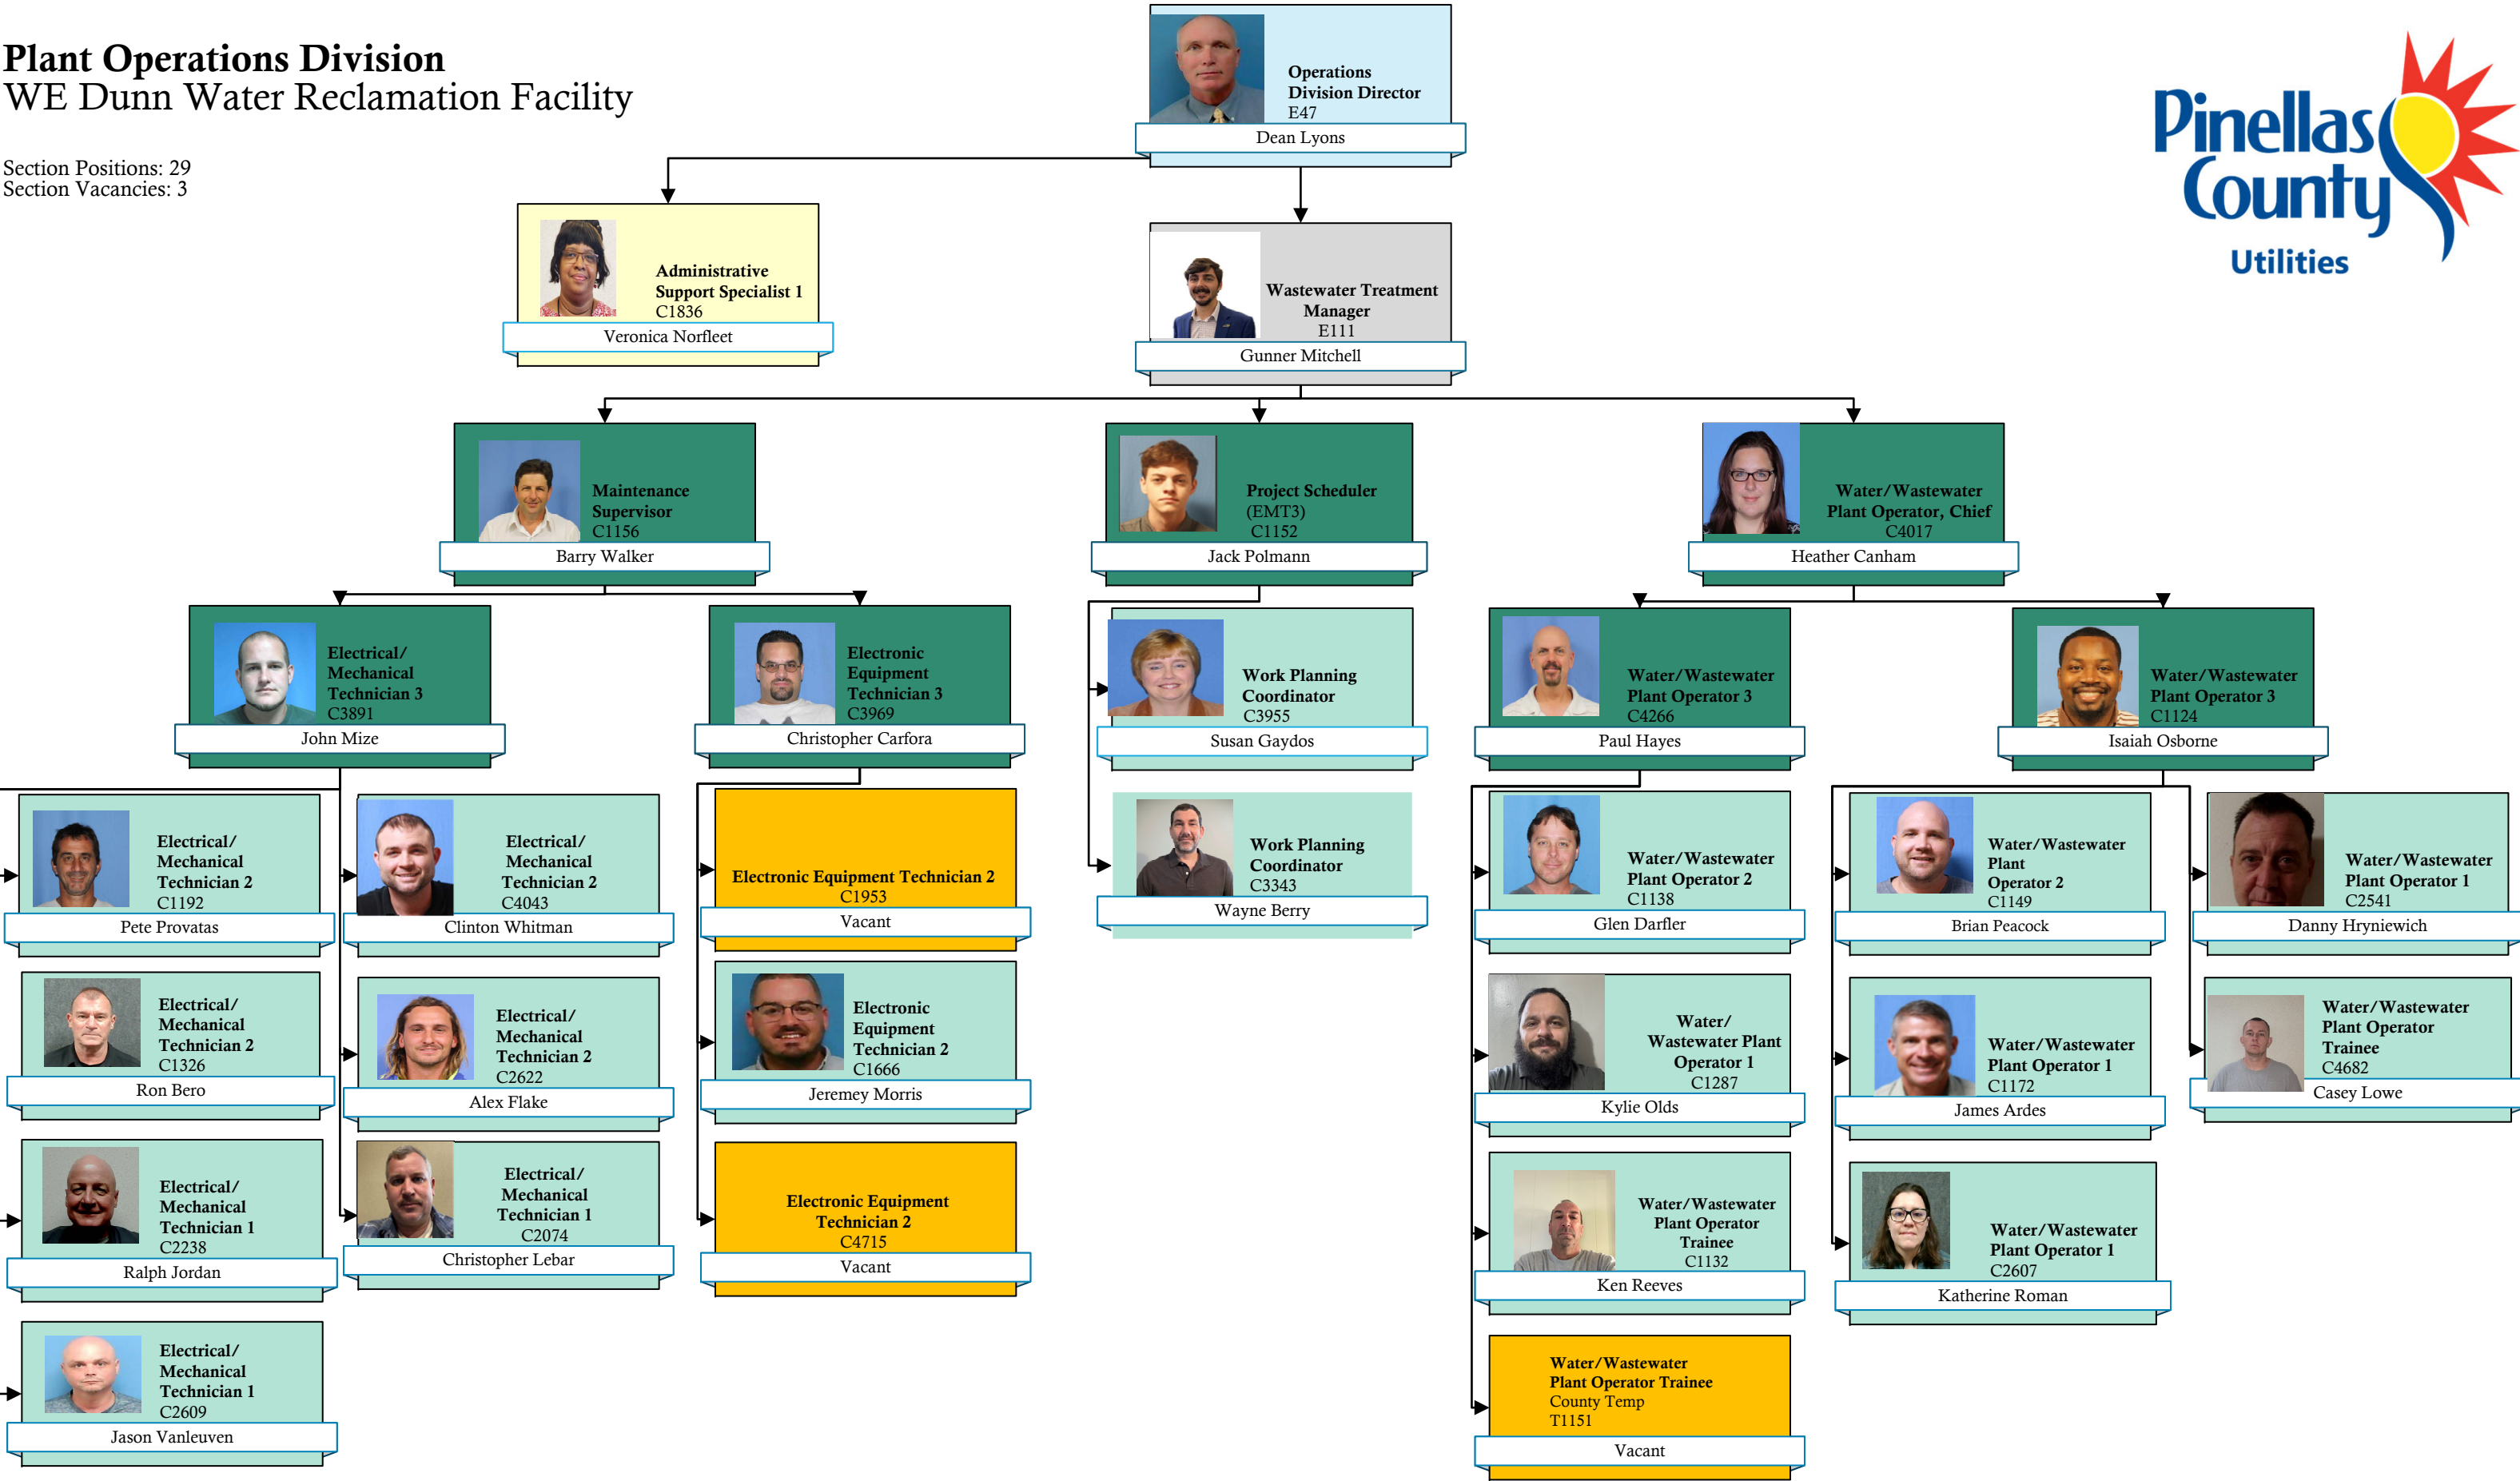 Plant Operations Division
WE Dunn Water Reclamation Facility
Section Positions: 29
Section Vacancies: 3
Operations
Division Director
E47
Dean Lyons
Pinellas
County
Utilities
Administrative
Support Specialist 1
C1836
Veronica Norfleet
Wastewater Treatment
Manager
E111
Gunner Mitchell
Maintenance
Supervisor
C1156
Barry Walker
Project Scheduler
(EMT3)
C1152
Jack Polmann
Water/Wastewater
Plant Operator, Chief
C4017
Heather Canham
Electrical/
Mechanical
Technician 3
C3891
John Mize
Electronic
Equipment
Technician 3
C3969
Christopher Carfora
Work Planning
Coordinator
C3955
Susan Gaydos
Water/Wastewater
Plant Operator 3
C4266
Paul Hayes
Water/Wastewater
Plant Operator 3
C1124
Isaiah Osborne
Electrical/
Mechanical
Technician 2
C1192
Pete Provatas
Electrical/
Mechanical
Technician 2
C4043
Clinton Whitman
Electronic Equipment Technician 2
C1953
Vacant
Work Planning
Coordinator
C3343
Wayne Berry
Water/Wastewater
Plant Operator 2
C1138
Glen Darfler
Water/Wastewater
Plant
Operator 2
C1149
Brian Peacock
Water/Wastewater
Plant Operator 1
C2541
Danny Hryniewich
Electrical/
Mechanical
Technician 2
C1326
Ron Bero
Electrical/
Mechanical
Technician 2
C2622
Alex Flake
Electronic
Equipment
Technician 2
C1666
Jeremey Morris
Water/
Wastewater Plant
Operator 1
C1287
Kylie Olds
Water/Wastewater
Plant Operator 1
C1172
James Ardes
Water/Wastewater
Plant Operator
Trainee
C4682
Casey Lowe
Electrical/
Mechanical
Technician 1
C2238
Ralph Jordan
Electrical/
Mechanical
Technician 1
C2074
Christopher Lebar
Electronic Equipment
Technician 2
C4715
Vacant
Water/Wastewater
Plant Operator
Trainee
C1132
Ken Reeves
Water/Wastewater
Plant Operator 1
C2607
Katherine Roman
Electrical/
Mechanical
Technician 1
C2609
Jason Vanleuven
Water/Wastewater
Plant Operator Trainee
County Temp
T1151
Vacant